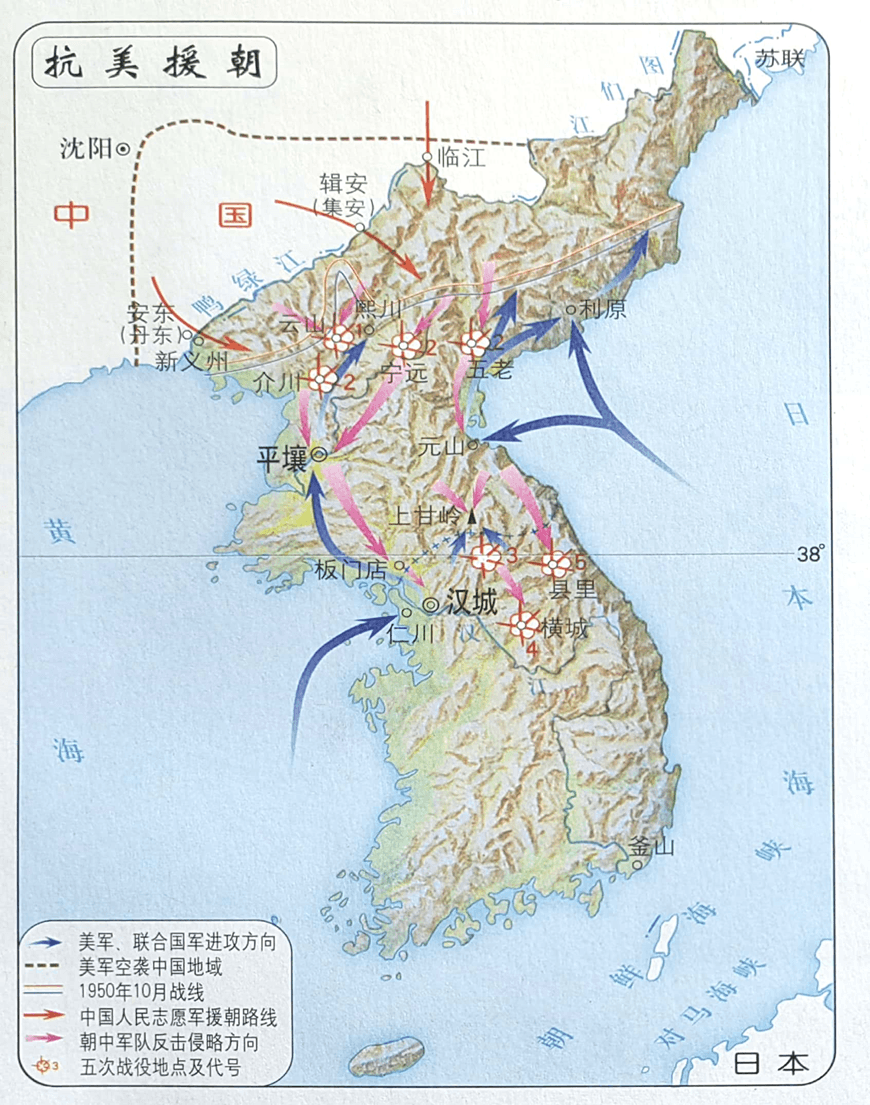 抗美援朝
苏联
图们江
沈阳
临江
辑安
(集安)
中国
鸭绿江
安东
(丹东)
新义州
云山
1
熙川
利原
2
宁远
2
五老
介川
2
日本海
元山
平壤
上甘岭
黄海
38°
板门店
3
5
县里
汉城
仁川
汉江
横城
4
釜山
朝鲜海峡
对马海峡
日本
美军、联合国军进攻方向
美军空袭中国地域
1950年10月战线
中国人民志愿军援朝路线
朝中军队反击侵略方向
3 五次战役地点及代号